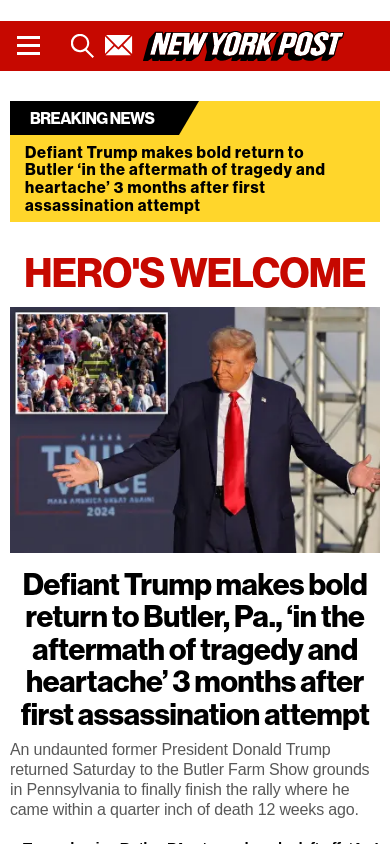 NEW YORK POST
BREAKING NEWS
Defiant Trump makes bold return to
Butler ‘in the aftermath of tragedy and
heartache’ 3 months after first
assassination attempt
HERO'S WELCOME
TRUMP
VANCE
MAKE AMERICA GREAT AGAIN!
2024
Defiant Trump makes bold
return to Butler, Pa., ‘in the
aftermath of tragedy and
heartache’ 3 months after
first assassination attempt
An undaunted former President Donald Trump
returned Saturday to the Butler Farm Show grounds
in Pennsylvania to finally finish the rally where he
came within a quarter inch of death 12 weeks ago.